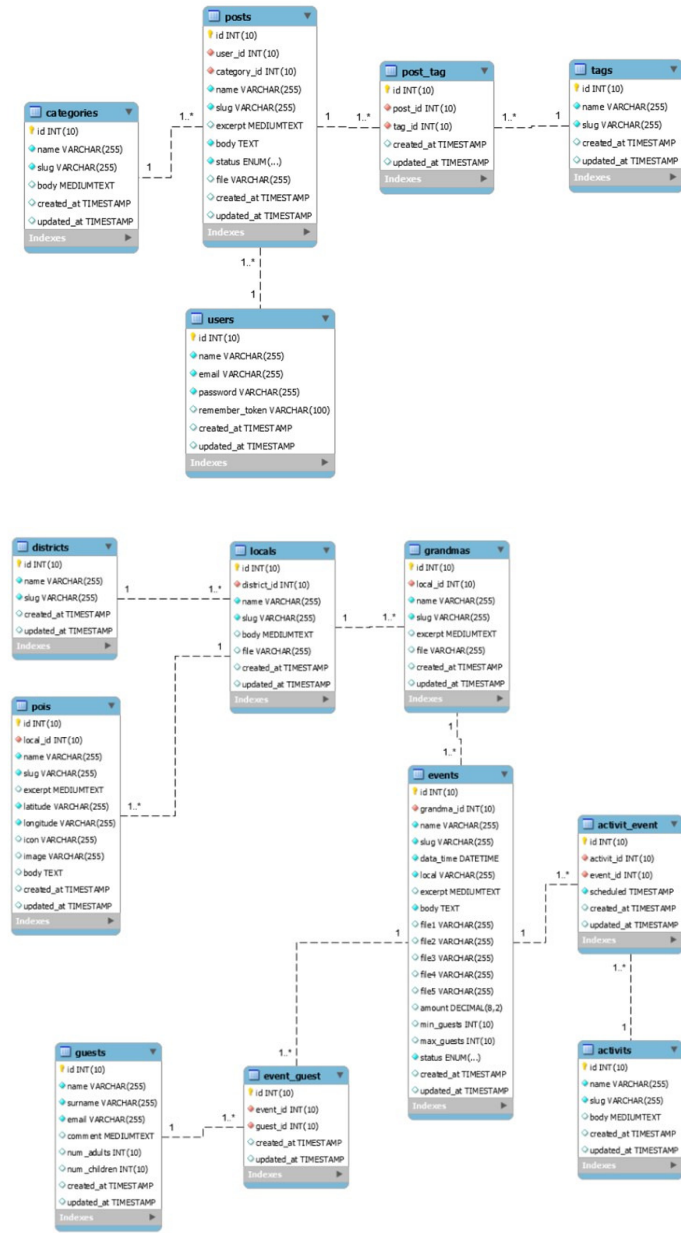 posts
id INT(10)
user_id INT(10)
category_id INT(10)
name VARCHAR(255)
slug VARCHAR(255)
excerpt MEDIUMTEXT
body TEXT
status ENUM(...)
file VARCHAR(255)
created_at TIMESTAMP
updated_at TIMESTAMP
Indexes
categories
id INT(10)
name VARCHAR(255)
slug VARCHAR(255)
body MEDIUMTEXT
created_at TIMESTAMP
updated_at TIMESTAMP
Indexes
1
1..*
post_tag
id INT(10)
post_id INT(10)
tag_id INT(10)
created_at TIMESTAMP
updated_at TIMESTAMP
Indexes
1
1..*
tags
id INT(10)
name VARCHAR(255)
slug VARCHAR(255)
created_at TIMESTAMP
updated_at TIMESTAMP
Indexes
1..*
1
1..*
1
users
id INT(10)
name VARCHAR(255)
email VARCHAR(255)
password VARCHAR(255)
remember_token VARCHAR(100)
created_at TIMESTAMP
updated_at TIMESTAMP
Indexes
districts
id INT(10)
name VARCHAR(255)
slug VARCHAR(255)
created_at TIMESTAMP
updated_at TIMESTAMP
Indexes
1
1..*
locals
id INT(10)
district_id INT(10)
name VARCHAR(255)
slug VARCHAR(255)
body MEDIUMTEXT
file VARCHAR(255)
created_at TIMESTAMP
updated_at TIMESTAMP
Indexes
1
1..*
grandmas
id INT(10)
local_id INT(10)
name VARCHAR(255)
slug VARCHAR(255)
excerpt MEDIUMTEXT
file VARCHAR(255)
created_at TIMESTAMP
updated_at TIMESTAMP
Indexes
1
1..*
pois
id INT(10)
local_id INT(10)
name VARCHAR(255)
slug VARCHAR(255)
excerpt MEDIUMTEXT
latitude VARCHAR(255)
longitude VARCHAR(255)
icon VARCHAR(255)
image VARCHAR(255)
body TEXT
created_at TIMESTAMP
updated_at TIMESTAMP
Indexes
1
1..*
events
id INT(10)
grandma_id INT(10)
name VARCHAR(255)
slug VARCHAR(255)
data_time DATETIME
local VARCHAR(255)
excerpt MEDIUMTEXT
body TEXT
file1 VARCHAR(255)
file2 VARCHAR(255)
file3 VARCHAR(255)
file4 VARCHAR(255)
file5 VARCHAR(255)
amount DECIMAL(8,2)
min_guests INT(10)
max_guests INT(10)
status ENUM(...)
created_at TIMESTAMP
updated_at TIMESTAMP
Indexes
1
1..*
activit_event
id INT(10)
activit_id INT(10)
event_id INT(10)
scheduled TIMESTAMP
created_at TIMESTAMP
updated_at TIMESTAMP
Indexes
1..*
1
activits
id INT(10)
name VARCHAR(255)
slug VARCHAR(255)
body MEDIUMTEXT
created_at TIMESTAMP
updated_at TIMESTAMP
Indexes
1
1..*
guests
id INT(10)
name VARCHAR(255)
surname VARCHAR(255)
email VARCHAR(255)
comment MEDIUMTEXT
num_adults INT(10)
num_children INT(10)
created_at TIMESTAMP
updated_at TIMESTAMP
Indexes
1
1..*
event_guest
id INT(10)
event_id INT(10)
guest_id INT(10)
created_at TIMESTAMP
updated_at TIMESTAMP
Indexes